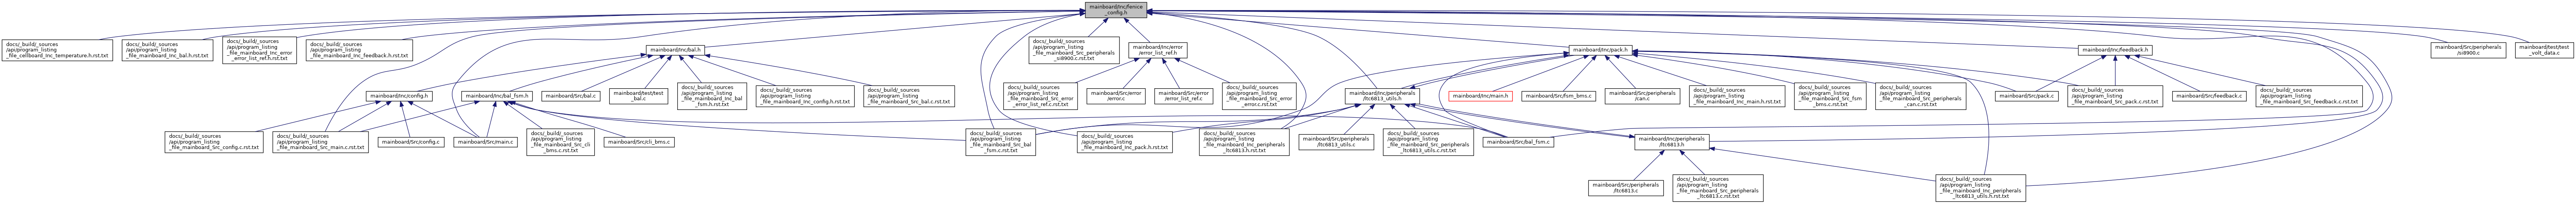 mainboard/Inc/fenice
_config.h
docs/_build/_sources
/api/program_listing
_file_cellboard_Inc_temperature.h.rst.txt
docs/_build/_sources
/api/program_listing
_file_mainboard_Inc_bal.h.rst.txt
docs/_build/_sources
/api/program_listing
_file_mainboard_Inc_error
_error_list_ref.h.rst.txt
docs/_build/_sources
/api/program_listing
_file_mainboard_Inc_feedback.h.rst.txt
mainboard/Inc/bal.h
docs/_build/_sources
/api/program_listing
_file_mainboard_Src_peripherals
_si8900.c.rst.txt
mainboard/Inc/error
/error_list_ref.h
mainboard/Inc/pack.h
mainboard/Inc/feedback.h
mainboard/Src/peripherals
/si8900.c
mainboard/test/test
_volt_data.c
mainboard/Inc/config.h
mainboard/Inc/bal_fsm.h
mainboard/Src/bal.c
mainboard/test/test
_bal.c
docs/_build/_sources
/api/program_listing
_file_mainboard_Inc_bal
_fsm.h.rst.txt
docs/_build/_sources
/api/program_listing
_file_mainboard_Inc_config.h.rst.txt
docs/_build/_sources
/api/program_listing
_file_mainboard_Src_bal.c.rst.txt
docs/_build/_sources
/api/program_listing
_file_mainboard_Src_error
_error_list_ref.c.rst.txt
mainboard/Src/error
/error.c
mainboard/Src/error
/error_list_ref.c
docs/_build/_sources
/api/program_listing
_file_mainboard_Src_error
_error.c.rst.txt
mainboard/Inc/peripherals
/ltc6813_utils.h
mainboard/Inc/main.h
mainboard/Src/fsm_bms.c
mainboard/Src/peripherals
/can.c
docs/_build/_sources
/api/program_listing
_file_mainboard_Inc_main.h.rst.txt
docs/_build/_sources
/api/program_listing
_file_mainboard_Src_fsm
_bms.c.rst.txt
docs/_build/_sources
/api/program_listing
_file_mainboard_Src_peripherals
_can.c.rst.txt
mainboard/Src/pack.c
docs/_build/_sources
/api/program_listing
_file_mainboard_Src_pack.c.rst.txt
mainboard/Src/feedback.c
docs/_build/_sources
/api/program_listing
_file_mainboard_Src_feedback.c.rst.txt
docs/_build/_sources
/api/program_listing
_file_mainboard_Src_config.c.rst.txt
docs/_build/_sources
/api/program_listing
_file_mainboard_Src_main.c.rst.txt
mainboard/Src/config.c
mainboard/Src/main.c
docs/_build/_sources
/api/program_listing
_file_mainboard_Src_cli
_bms.c.rst.txt
mainboard/Src/cli_bms.c
docs/_build/_sources
/api/program_listing
_file_mainboard_Src_bal
_fsm.c.rst.txt
docs/_build/_sources
/api/program_listing
_file_mainboard_Inc_pack.h.rst.txt
docs/_build/_sources
/api/program_listing
_file_mainboard_Inc_peripherals
_ltc6813.h.rst.txt
mainboard/Src/peripherals
/ltc6813_utils.c
docs/_build/_sources
/api/program_listing
_file_mainboard_Src_peripherals
_ltc6813_utils.c.rst.txt
mainboard/Src/bal_fsm.c
mainboard/Inc/peripherals
/ltc6813.h
mainboard/Src/peripherals
/ltc6813.c
docs/_build/_sources
/api/program_listing
_file_mainboard_Src_peripherals
_ltc6813.c.rst.txt
docs/_build/_sources
/api/program_listing
_file_mainboard_Inc_peripherals
_ltc6813_utils.h.rst.txt